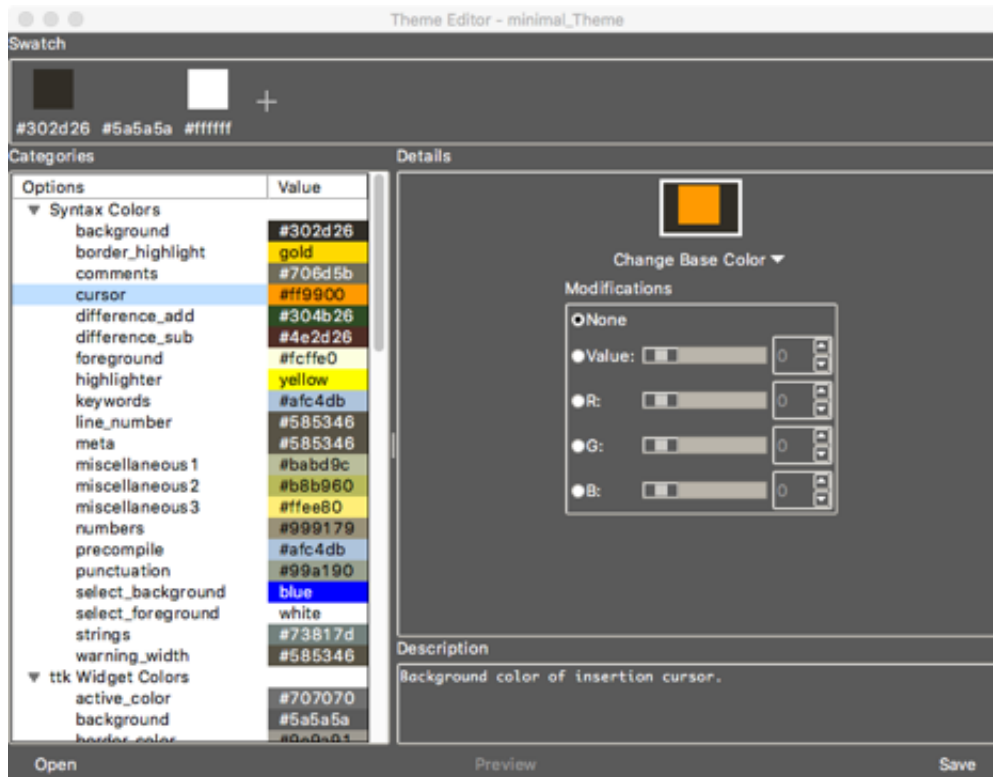 Theme Editor - minimal_Theme
Swatch
#302d26 #5a5a5a #ffffff
Categories
Options Value
Syntax Colors
background #302d26
border_highlight gold
comments #706d5b
cursor #ff9900
difference_add #304b26
difference_sub #4e2d26
foreground #fcffe0
highlighter yellow
keywords #afc4db
line_number #585346
meta #585346
miscellaneous1 #babd9c
miscellaneous2 #b8b960
miscellaneous3 #ffee80
numbers #999179
precompile #afc4db
punctuation #99a190
select_background blue
select_foreground white
strings #73817d
warning_width #585346
ttk Widget Colors
active_color #707070
background #5a5a5a
border_color
Details
Change Base Color
Modifications
None
Value: 0
R: 0
G: 0
B: 0
Description
Background color of insertion cursor.
Open Preview Save